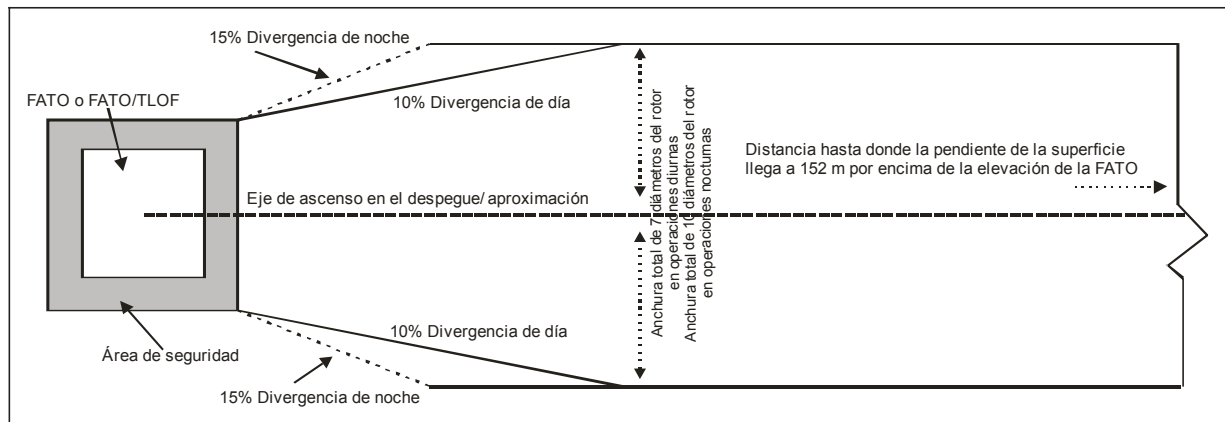 15% Divergencia de noche
FATO o FATO/TLOF
10% Divergencia de día
Distancia hasta donde la pendiente de la superficie
llega a 152 m por encima de la elevación de la FATO
Eje de ascenso en el despegue/ aproximación
Anchura total de 7 diámetros del rotor
en operaciones diurnas
Anchura total de 10 diámetros del rotor
en operaciones nocturnas
10% Divergencia de día
Área de seguridad
15% Divergencia de noche